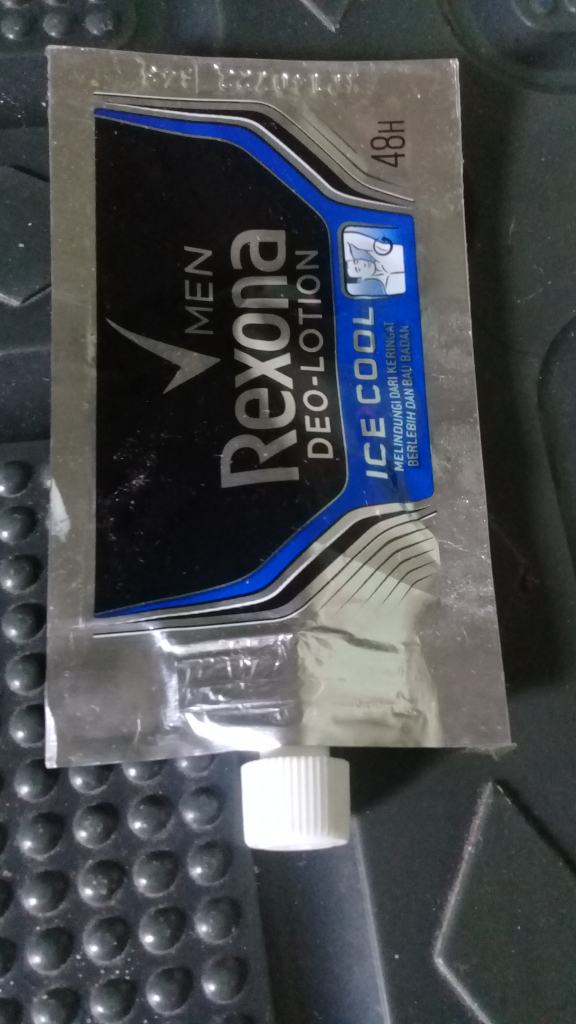 MEN
Rexona
DEO-LOTION
ICE COOL
MELINDUNGI DARI KERINGAT
BERLEBIH DAN BAU BADAN
48H